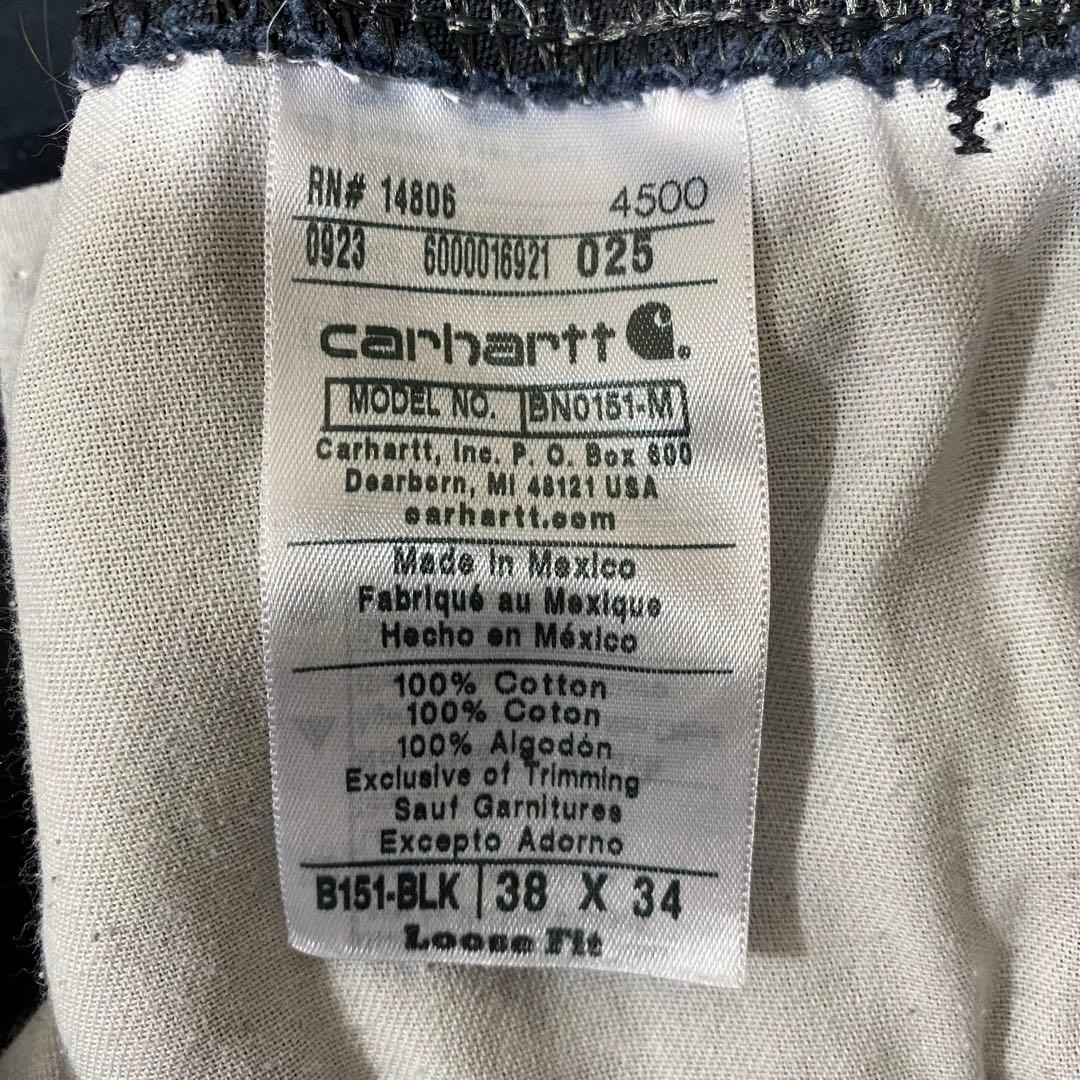 RN# 14806 4500
0923 6000016921 025
carhartt
MODEL NO. BN0151-M
Carhartt, Inc. P. O. Box 600
Dearborn, MI 48121 USA
carhartt.com
Made in Mexico
Fabriqué au Mexique
Hecho en México
100% Cotton
100% Coton
100% Algodón
Exclusive of Trimming
Sauf Garnitures
Excepto Adorno
B151-BLK 38 X 34
Loose Fit